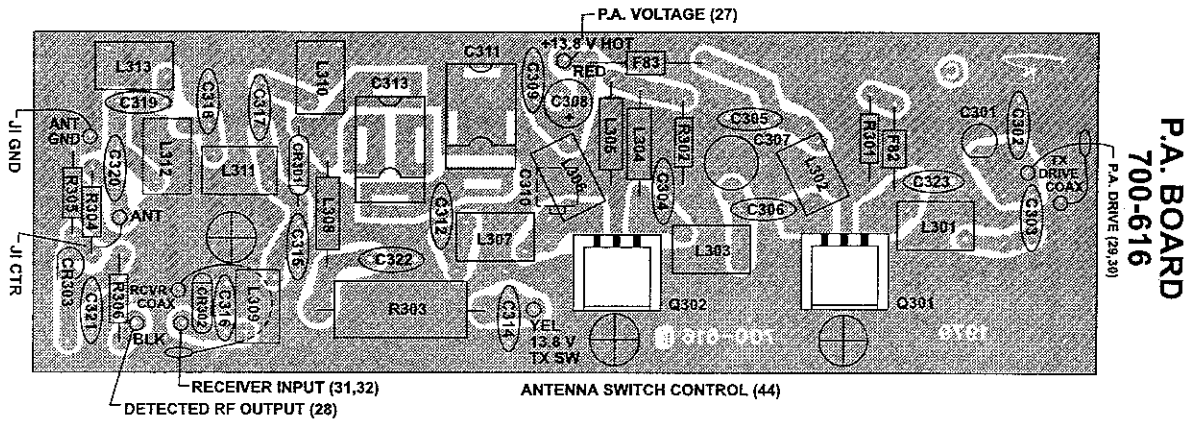 P.A. VOLTAGE (27)
+13.8 V HOT
RED
F83
L313
C319
C318
C317
L310
C313
C311
C309
C308
+
L305
L304
R302
C305
C307
L302
R301
F82
C301
C302
TX
DRIVE
COAX
P.A. DRIVE (29,30)
P.A. BOARD
700-616
JI GND
ANT
GND
C320
L312
L311
CR301
L308
C312
C310
L306
C304
C306
C323
L301
C303
R305
R304
ANT
C315
C322
L307
L303
JI CTR
CR303
C321
R306
RCVR
COAX
CR302
C316
L309
R303
C314
Q302
Q301
BLK
YEL
13.8 V
TX SW
700-616
RECEIVER INPUT (31,32)
DETECTED RF OUTPUT (28)
ANTENNA SWITCH CONTROL (44)